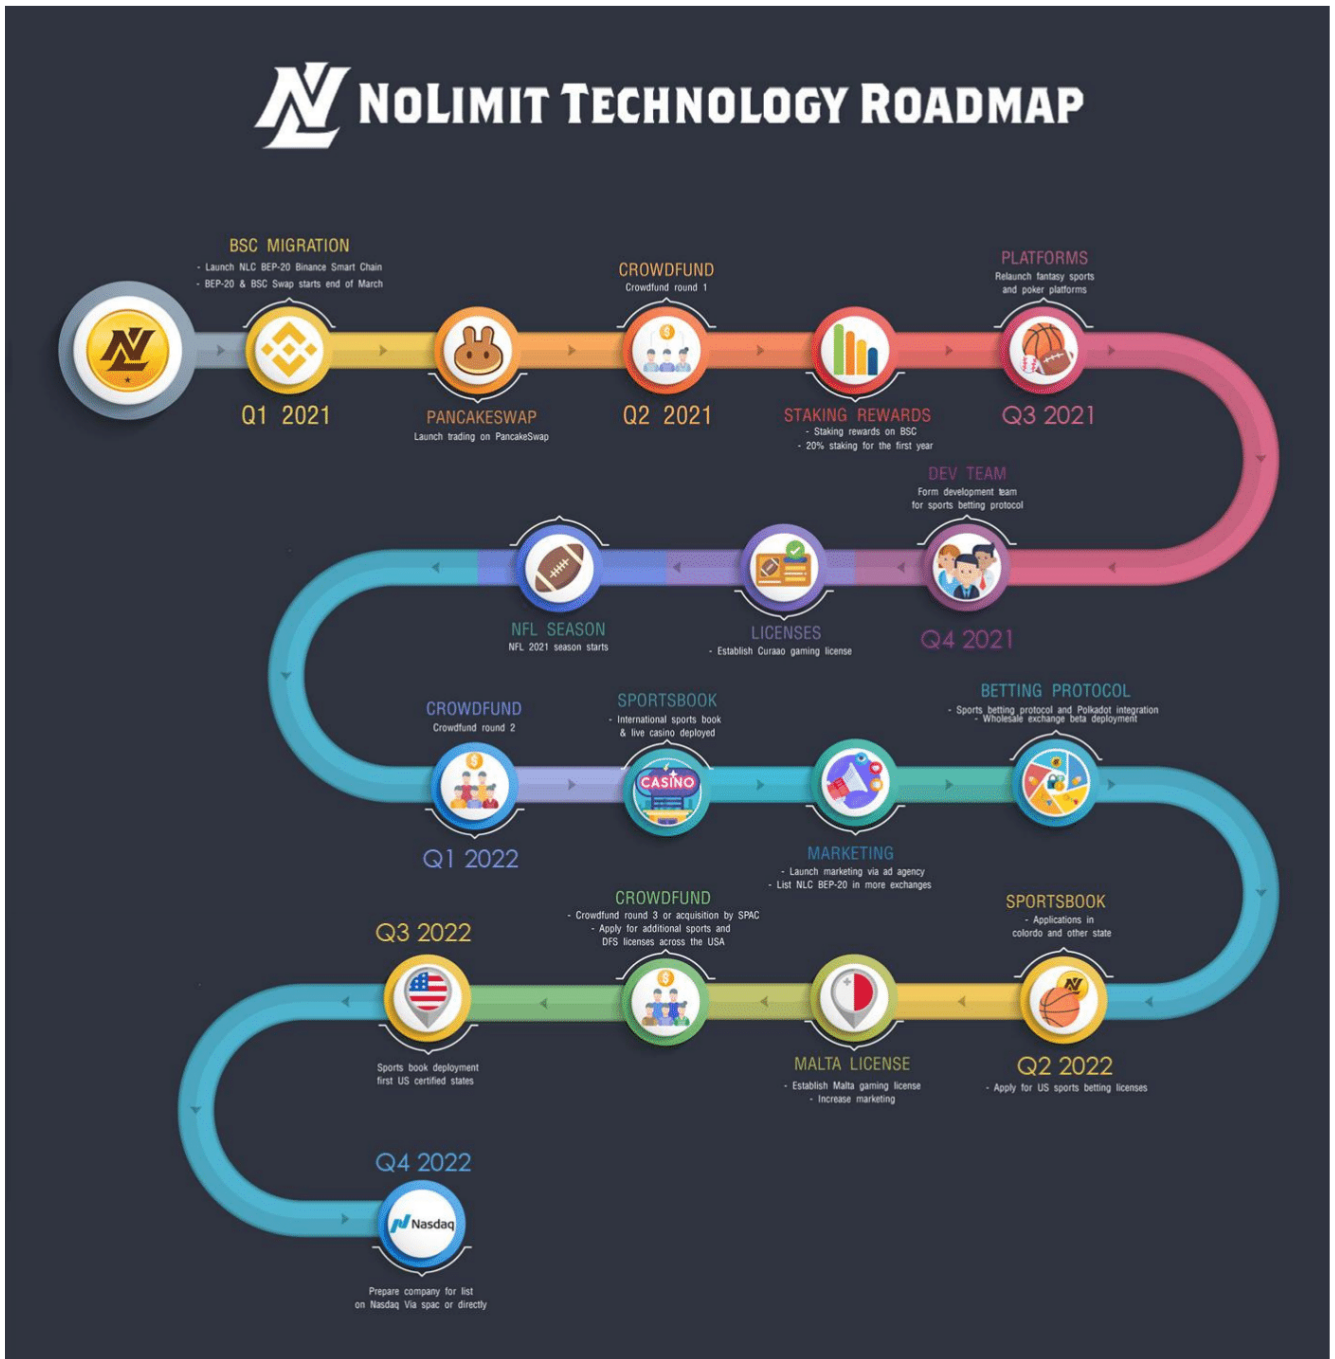 NL NOLIMIT TECHNOLOGY ROADMAP
BSC MIGRATION
- Launch NLC BEP-20 Binance Smart Chain
- BEP-20 & BSC Swap starts end of March
NL
Q1 2021
PANCAKESWAP
Launch trading on PancakeSwap
CROWDFUND
Crowdfund round 1
$
Q2 2021
STAKING REWARDS
- Staking rewards on BSC
- 20% staking for the first year
PLATFORMS
Relaunch fantasy sports
and poker platforms
Q3 2021
DEV TEAM
Form development team
for sports betting protocol
Q4 2021
LICENSES
- Establish Curaao gaming license
NFL SEASON
NFL 2021 season starts
CROWDFUND
Crowdfund round 2
$
Q1 2022
SPORTSBOOK
- International sports book
& live casino deployed
CASINO
MARKETING
- Launch marketing via ad agency
- List NLC BEP-20 in more exchanges
BETTING PROTOCOL
- Sports betting protocol and Polkadot integration
- Wholesale exchange beta deployment
SPORTSBOOK
- Applications in
colordo and other state
NL
Q2 2022
- Apply for US sports betting licenses
MALTA LICENSE
- Establish Malta gaming license
- Increase marketing
CROWDFUND
- Crowdfund round 3 or acquisition by SPAC
- Apply for additional sports and
DFS licenses across the USA
$
Q3 2022
Sports book deployment
first US certified states
Q4 2022
Nasdaq
Prepare company for list
on Nasdaq Via spac or directly